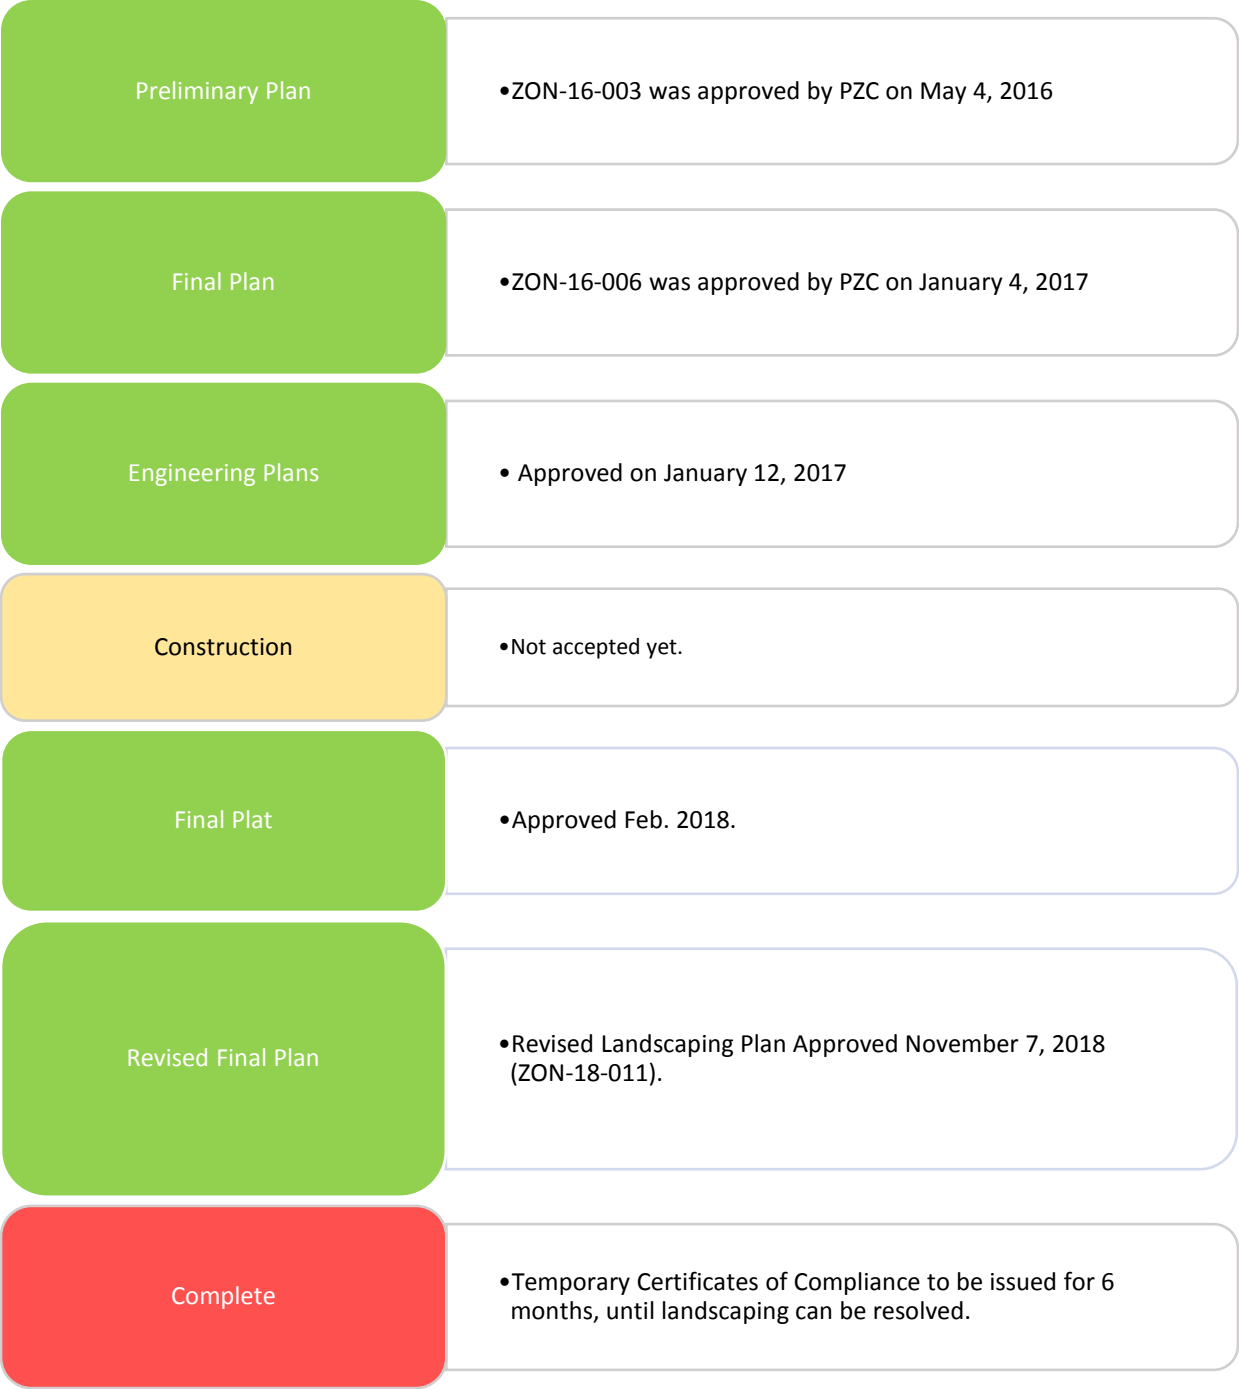 Preliminary Plan
•ZON-16-003 was approved by PZC on May 4, 2016
Final Plan
•ZON-16-006 was approved by PZC on January 4, 2017
Engineering Plans
• Approved on January 12, 2017
Construction
•Not accepted yet.
Final Plat
•Approved Feb. 2018.
Revised Final Plan
•Revised Landscaping Plan Approved November 7, 2018
(ZON-18-011).
Complete
•Temporary Certificates of Compliance to be issued for 6
months, until landscaping can be resolved.